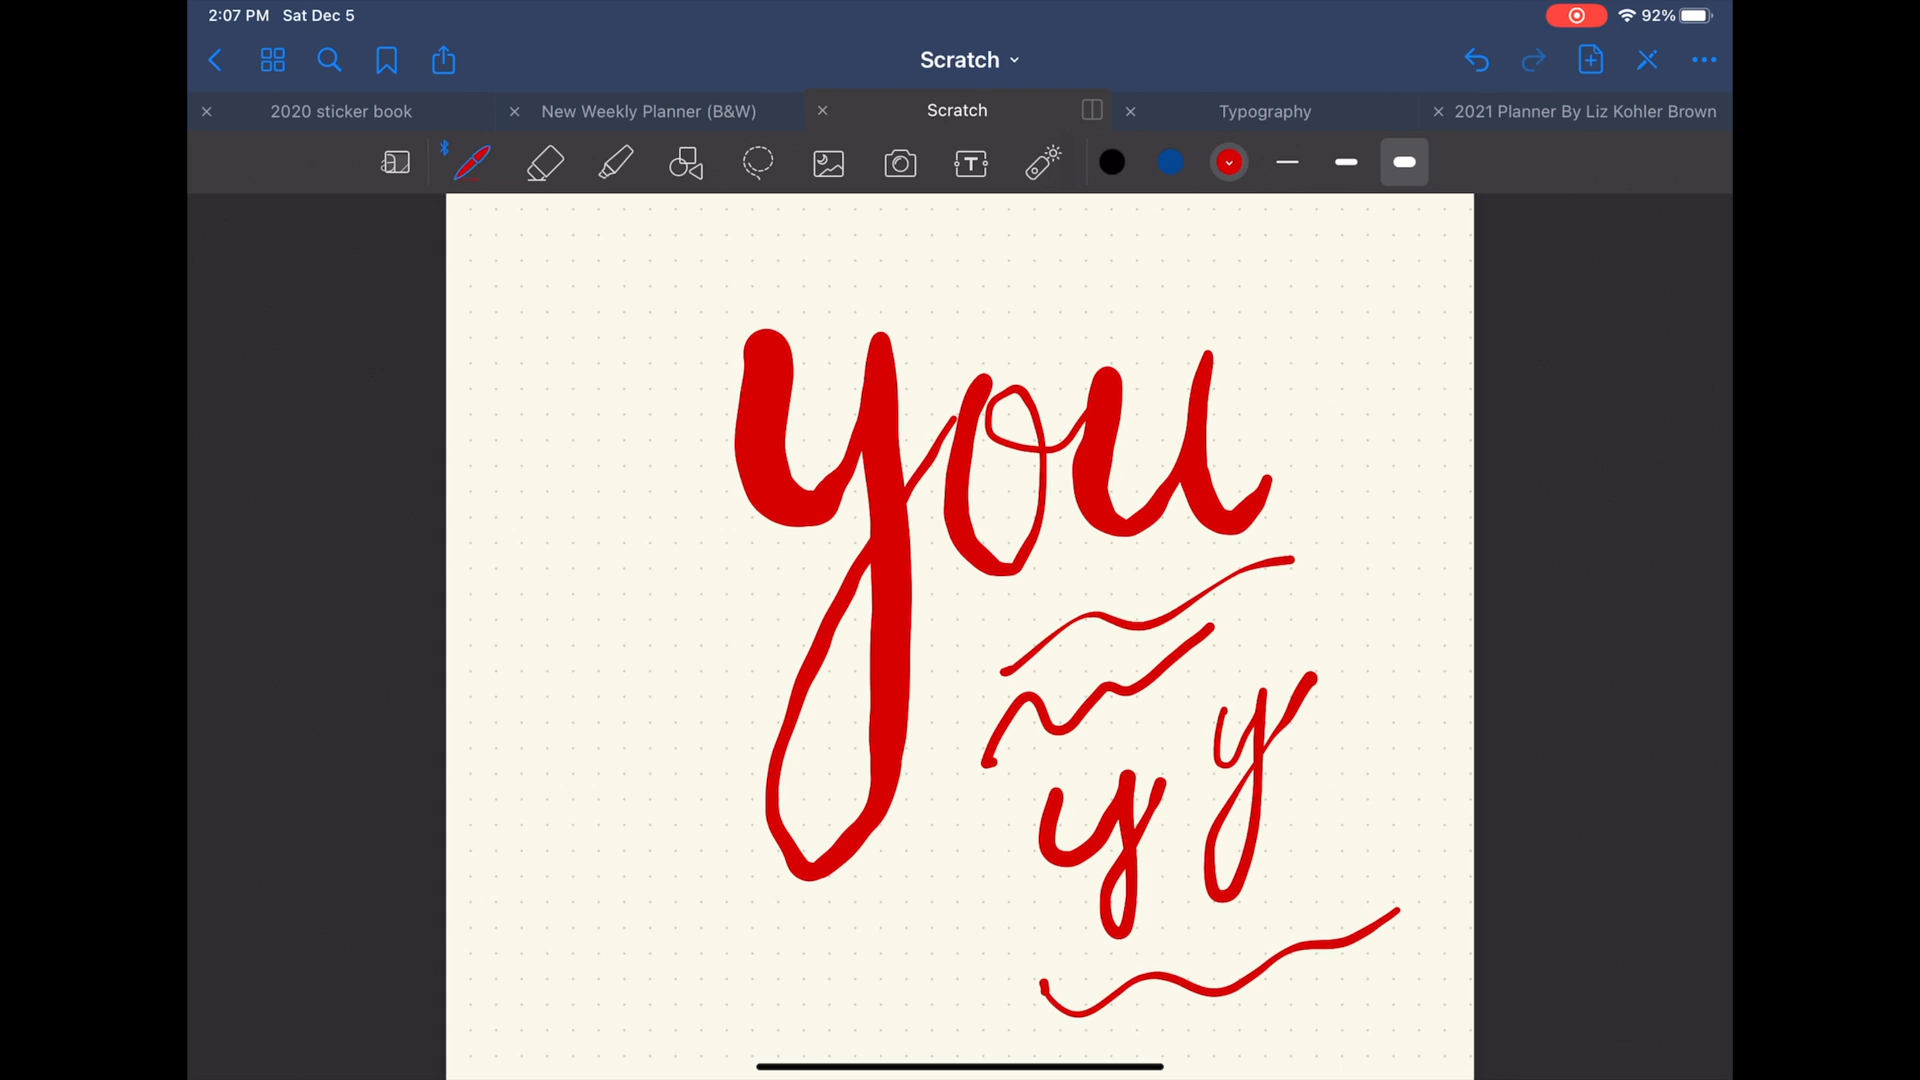 2:07 PM Sat Dec 5 92%
Scratch
2020 sticker book New Weekly Planner (B&W) Scratch Typography 2021 Planner By Liz Kohler Brown
T
you
y
y